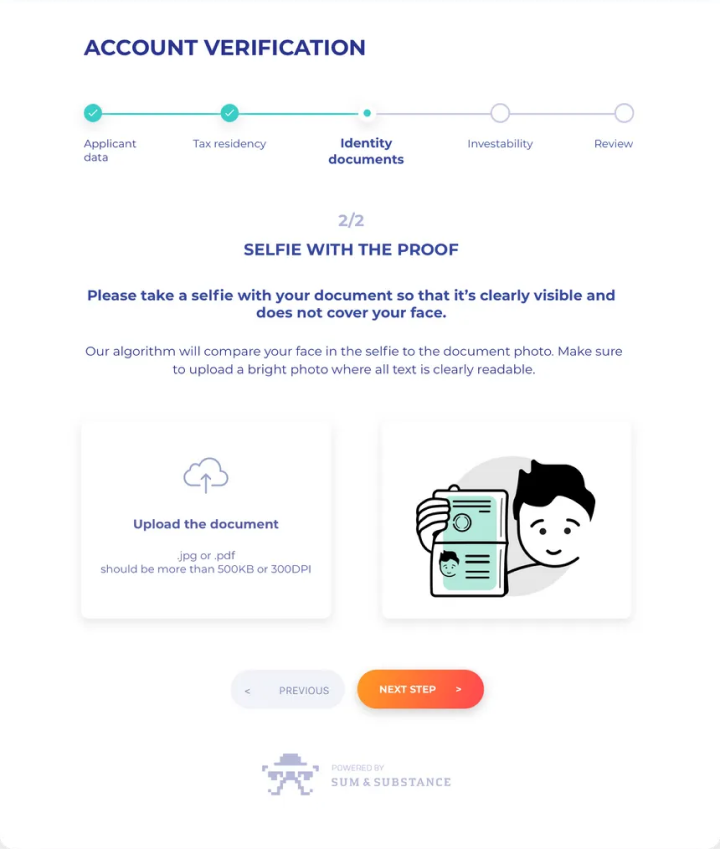 ACCOUNT VERIFICATION
Applicant
data
Tax residency
Identity
documents
Investability
Review
2/2
SELFIE WITH THE PROOF
Please take a selfie with your document so that it’s clearly visible and
does not cover your face.
Our algorithm will compare your face in the selfie to the document photo. Make sure
to upload a bright photo where all text is clearly readable.
Upload the document
.jpg or .pdf
should be more than 500KB or 300DPI
< PREVIOUS
NEXT STEP >
POWERED BY
SUM & SUBSTANCE